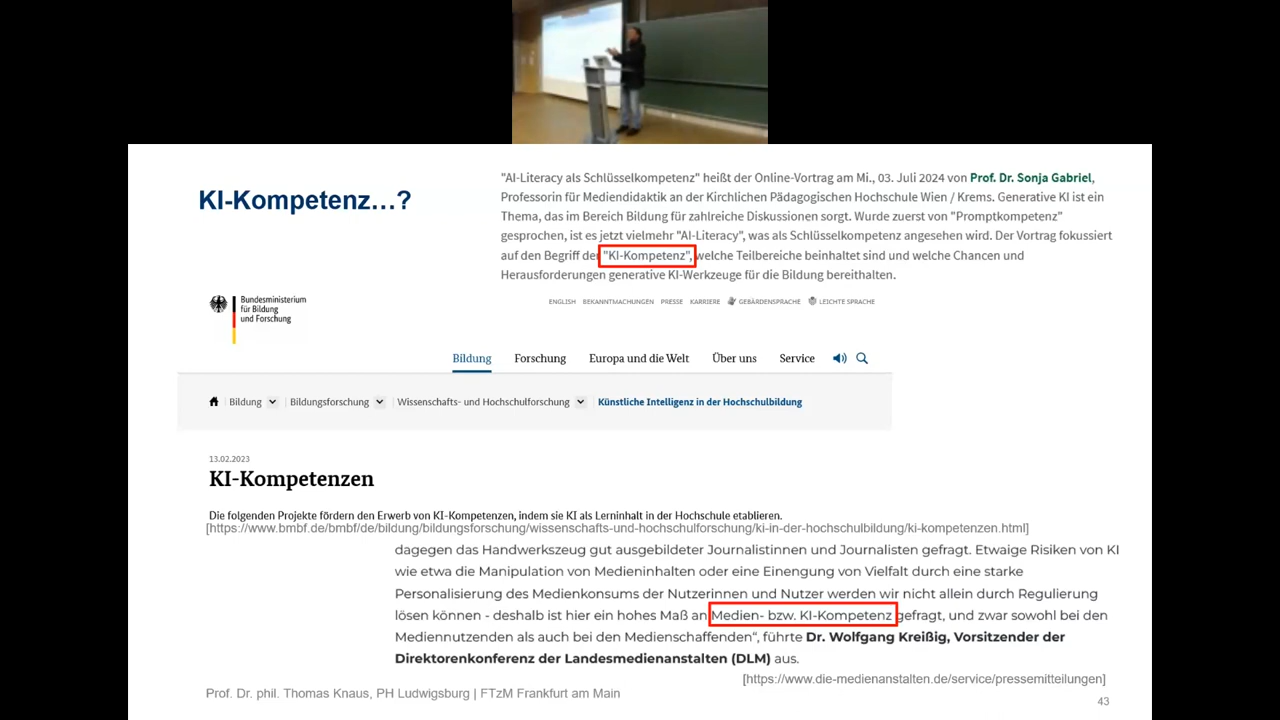 KI-Kompetenz…?
"AI-Literacy als Schlüsselkompetenz" heißt der Online-Vortrag am Mi., 03. Juli 2024 von Prof. Dr. Sonja Gabriel,
Professorin für Mediendidaktik an der Kirchlichen Pädagogischen Hochschule Wien / Krems. Generative KI ist ein
Thema, das im Bereich Bildung für zahlreiche Diskussionen sorgt. Wurde zuerst von "Promptkompetenz"
gesprochen, ist es jetzt vielmehr "AI-Literacy", was als Schlüsselkompetenz angesehen wird. Der Vortrag fokussiert
auf den Begriff der "KI-Kompetenz", welche Teilbereiche beinhaltet sind und welche Chancen und
Herausforderungen generative KI-Werkzeuge für die Bildung bereithalten.
Bundesministerium
für Bildung
und Forschung
ENGLISH BEKANNTMACHUNGEN PRESSE KARRIERE GEBÄRDENSPRACHE LEICHTE SPRACHE
Bildung Forschung Europa und die Welt Über uns Service
Bildung Bildungsforschung Wissenschafts- und Hochschulforschung Künstliche Intelligenz in der Hochschulbildung
13.02.2023
KI-Kompetenzen
Die folgenden Projekte fördern den Erwerb von KI-Kompetenzen, indem sie KI als Lerninhalt in der Hochschule etablieren.
[https://www.bmbf.de/bmbf/de/bildung/bildungsforschung/wissenschafts-und-hochschulforschung/ki-in-der-hochschulbildung/ki-kompetenzen.html]
dagegen das Handwerkszeug gut ausgebildeter Journalistinnen und Journalisten gefragt. Etwaige Risiken von KI
wie etwa die Manipulation von Medieninhalten oder eine Einengung von Vielfalt durch eine starke
Personalisierung des Medienkonsums der Nutzerinnen und Nutzer werden wir nicht allein durch Regulierung
lösen können - deshalb ist hier ein hohes Maß an Medien- bzw. KI-Kompetenz gefragt, und zwar sowohl bei den
Mediennutzenden als auch bei den Medienschaffenden“, führte Dr. Wolfgang Kreißig, Vorsitzender der
Direktorenkonferenz der Landesmedienanstalten (DLM) aus.
[https://www.die-medienanstalten.de/service/pressemitteilungen]
Prof. Dr. phil. Thomas Knaus, PH Ludwigsburg | FTzM Frankfurt am Main
43